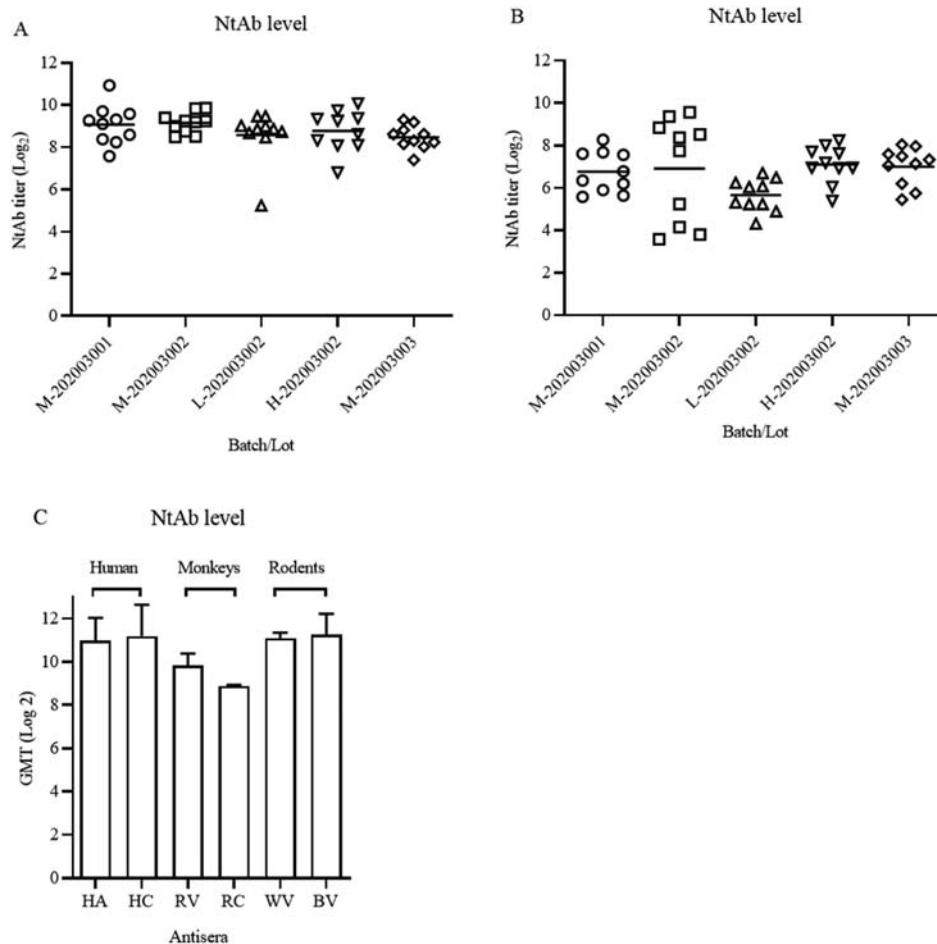 A
NtAb level
NtAb titer (Log2)
12
10
8
6
4
2
0
M-202003001
M-202003002
L-202003002
H-202003002
M-202003003
Batch/Lot
B
NtAb level
NtAb titer (Log2)
12
10
8
6
4
2
0
M-202003001
M-202003002
L-202003002
H-202003002
M-202003003
Batch/Lot
C
NtAb level
Human Monkeys Rodents
GMT (Log 2)
12
10
8
6
4
2
0
HA HC RV RC WV BV
Antisera